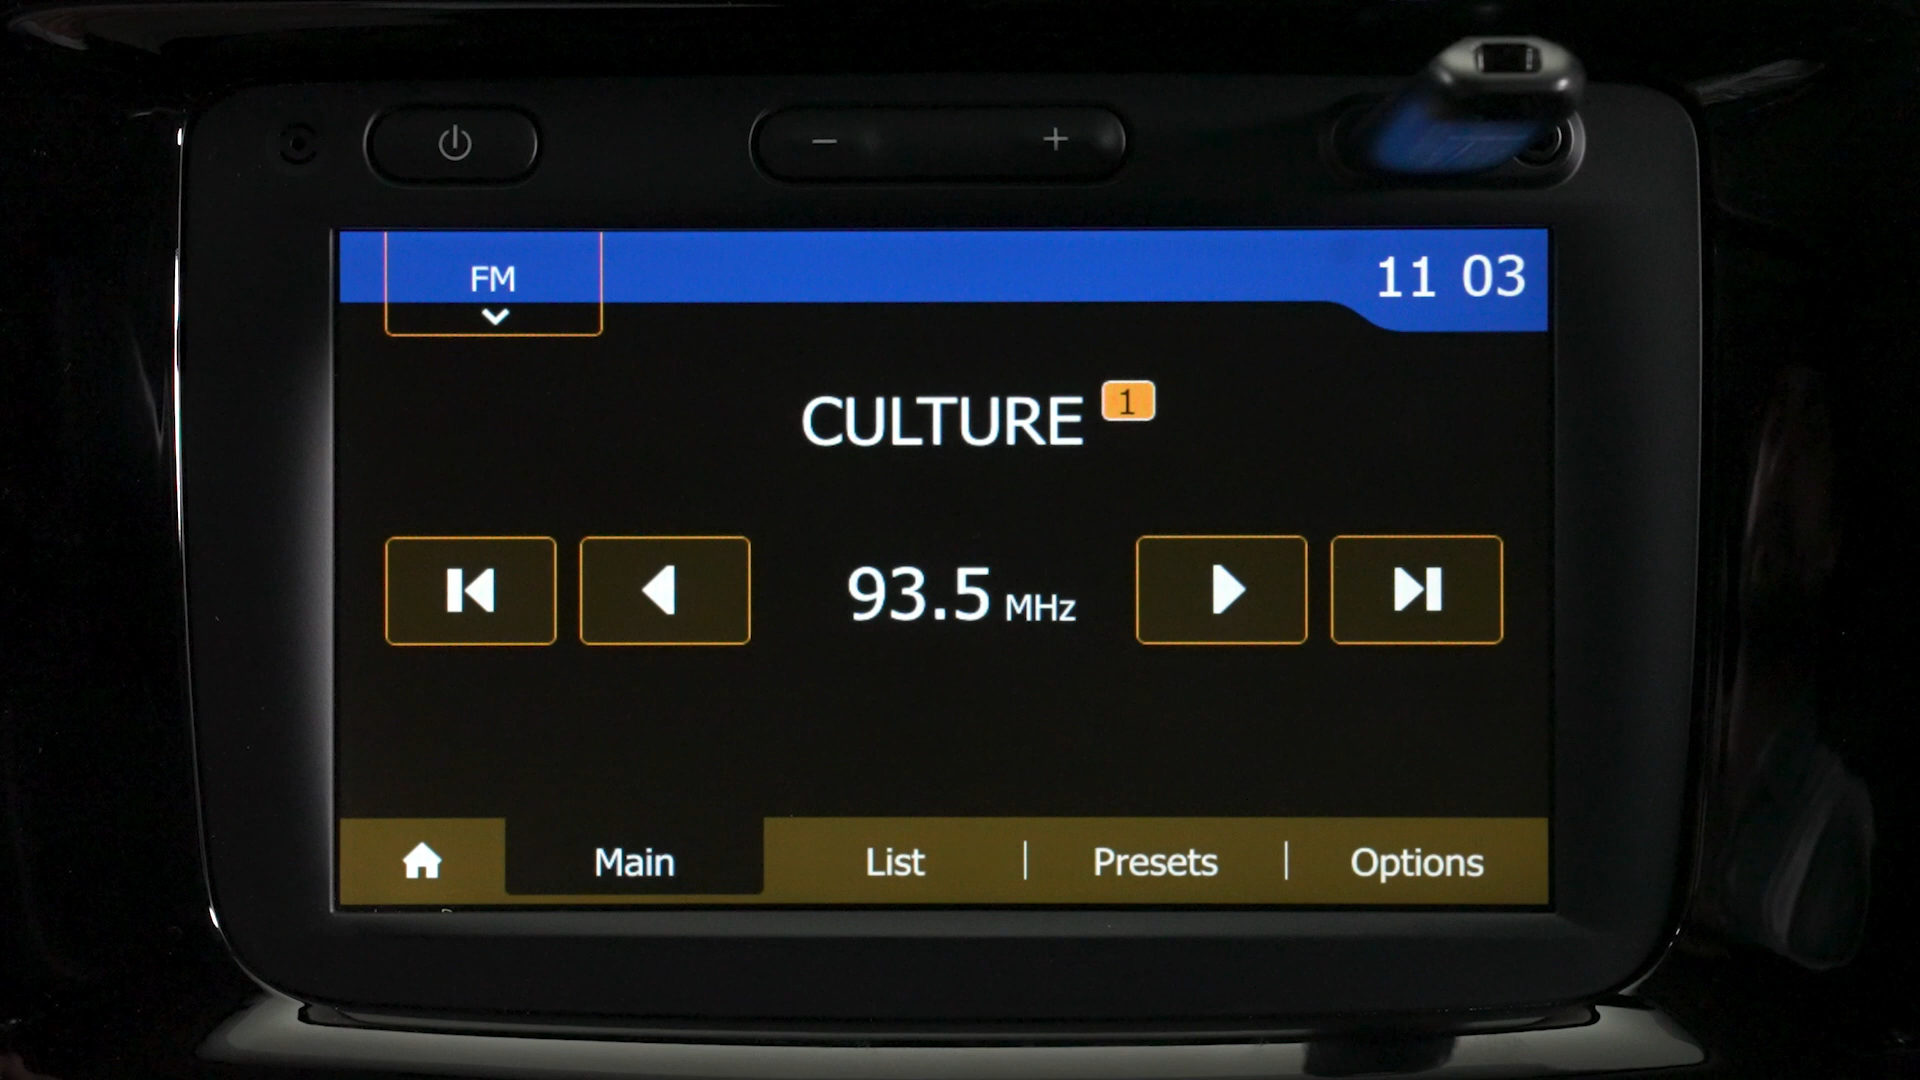 FM
11 03
CULTURE 1
93.5 MHz
Main List Presets Options